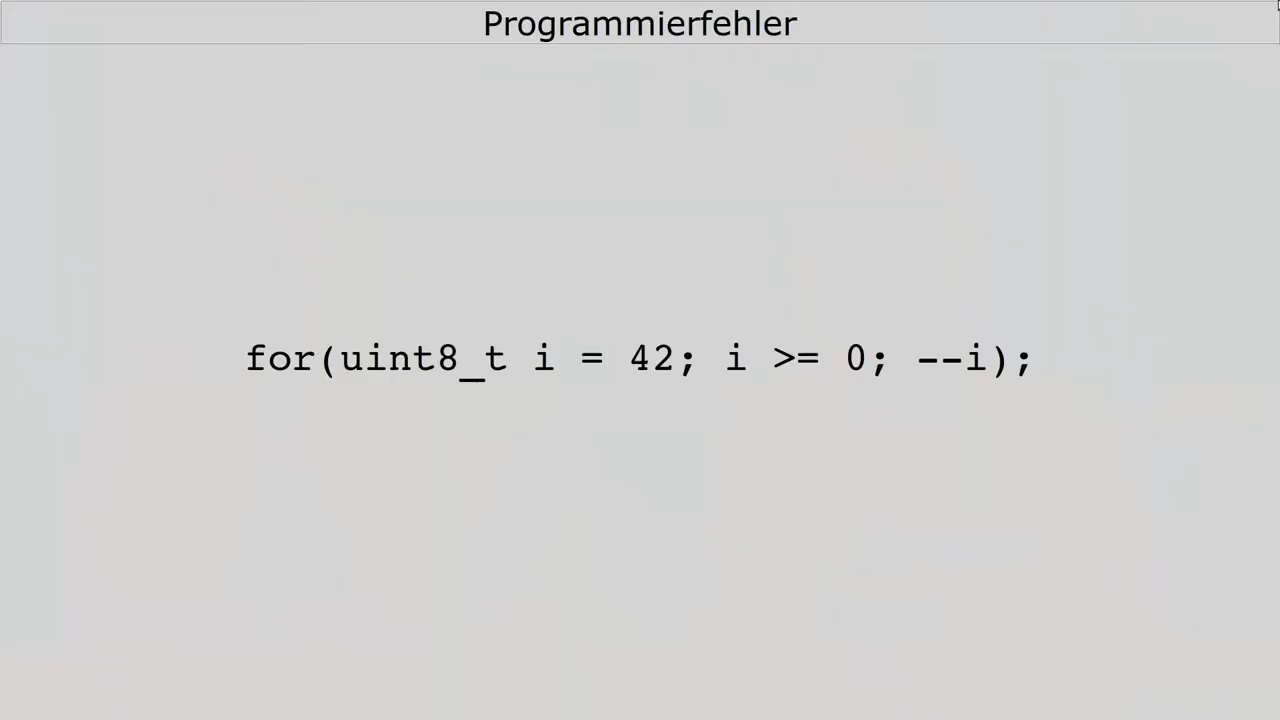 Programmierfehler
for(uint8_t i = 42; i >= 0; --i);